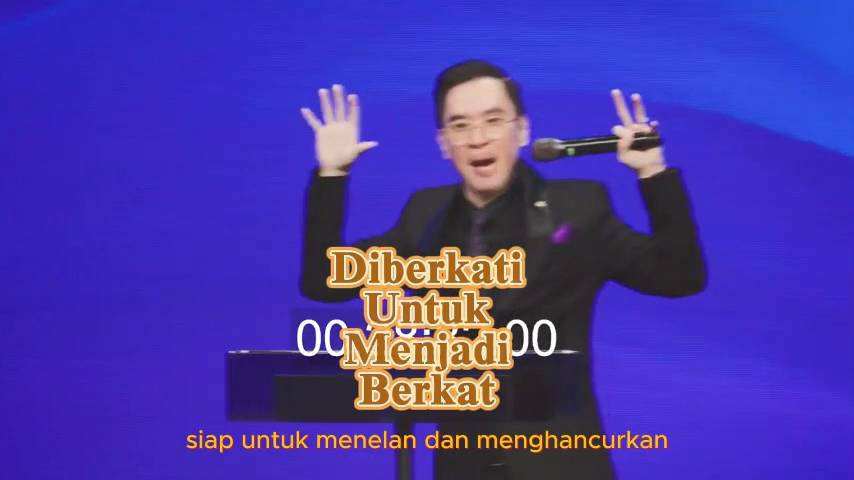 Diberkati
Untuk
Menjadi
Berkat
siap untuk menelan dan menghancurkan